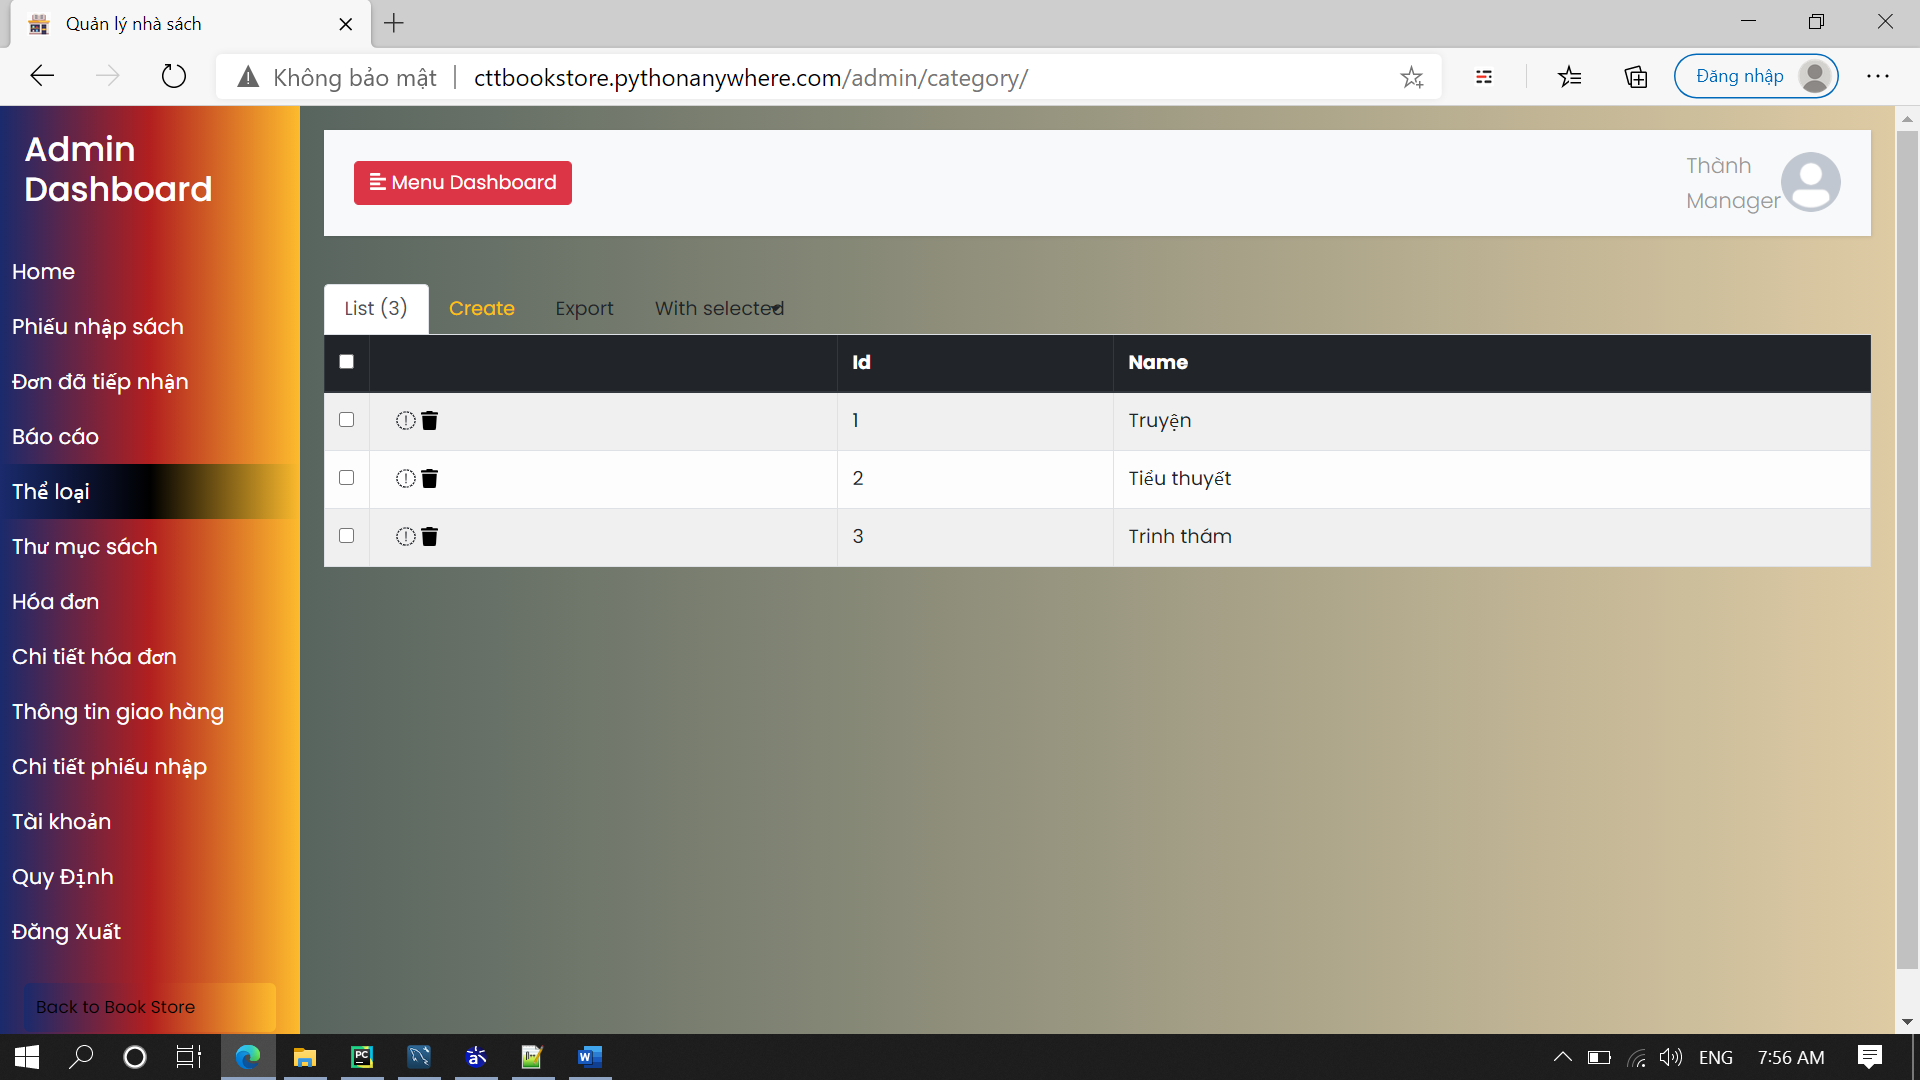 Quản lý nhà sách
Không bảo mật
cttbookstore.pythonanywhere.com/admin/category/
Đăng nhập
Admin
Dashboard
Home
Phiếu nhập sách
Đơn đã tiếp nhận
Báo cáo
Thể loại
Thư mục sách
Hóa đơn
Chi tiết hóa đơn
Thông tin giao hàng
Chi tiết phiếu nhập
Tài khoản
Quy Định
Đăng Xuất
Back to Book Store
Menu Dashboard
Thành
Manager
List (3) Create Export With selected
Id Name
1 Truyện
2 Tiểu thuyết
3 Trinh thám
ENG 7:56 AM